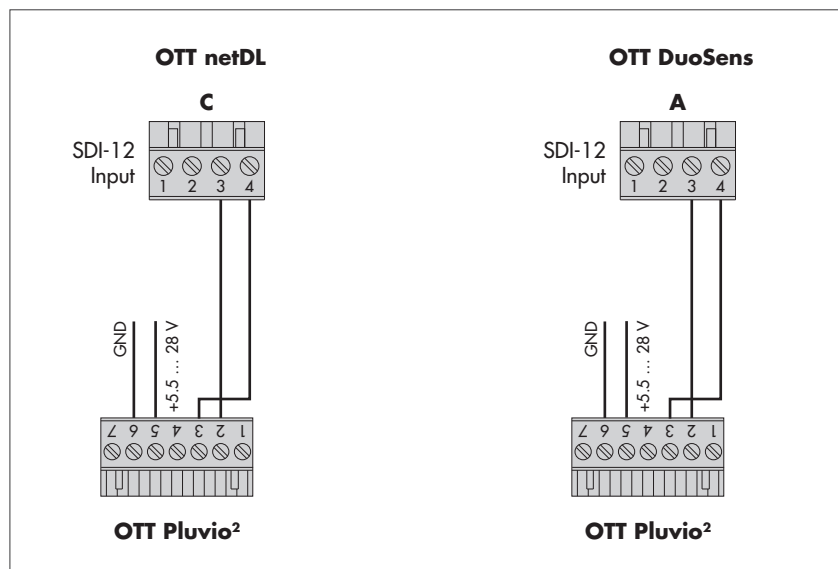 OTT netDL
C
SDI-12
Input
1 2 3 4
GND
+5.5 ... 28 V
7 6 5 4 3 2 1
OTT Pluvio²
OTT DuoSens
A
SDI-12
Input
1 2 3 4
GND
+5.5 ... 28 V
7 6 5 4 3 2 1
OTT Pluvio²